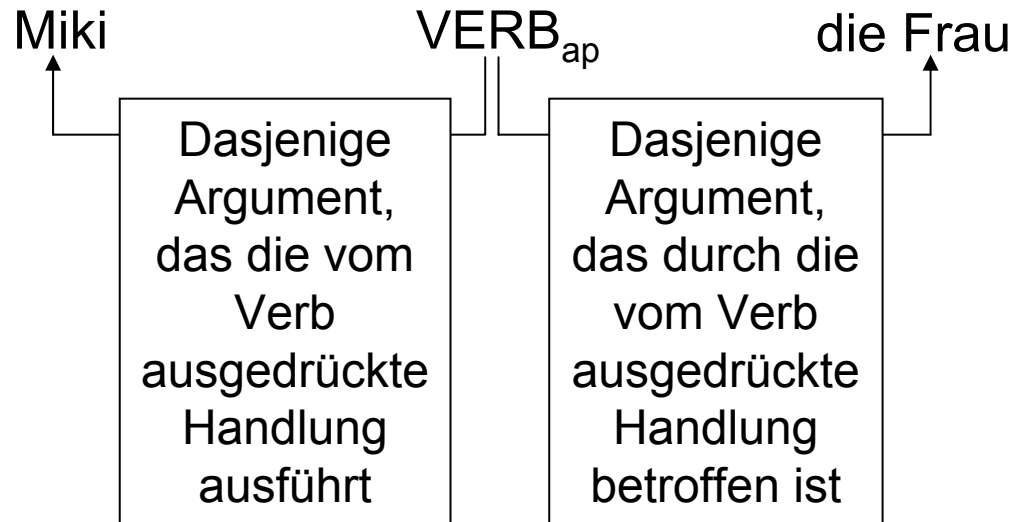 Miki VERBap die Frau
Dasjenige
Argument,
das die vom
Verb
ausgedrückte
Handlung
ausführt
Dasjenige
Argument,
das durch die
vom Verb
ausgedrückte
Handlung
betroffen ist